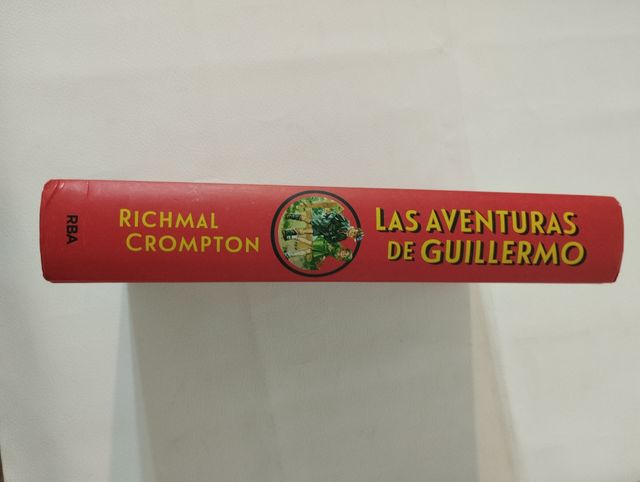 RBA
RICHMAL
CROMPTON
LAS AVENTURAS
DE GUILLERMO